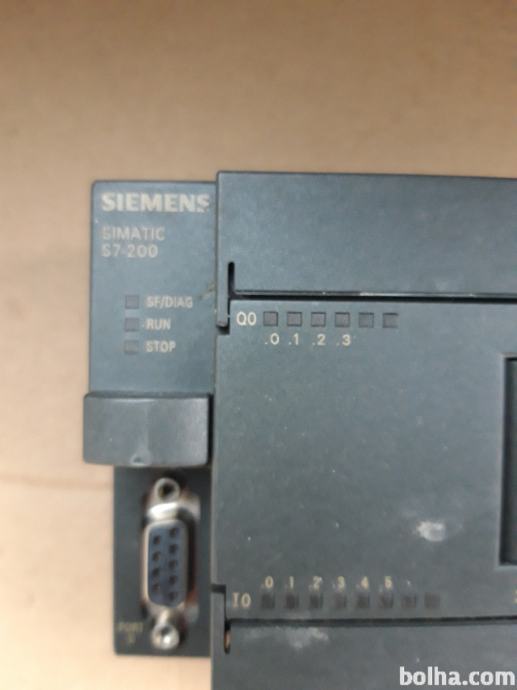 SIEMENS
SIMATIC
S7-200
SF/DIAG
RUN
STOP
Q0
.0 .1 .2 .3
.0 .1 .2 .3 .4 .5
I0
PORT
bolha.com